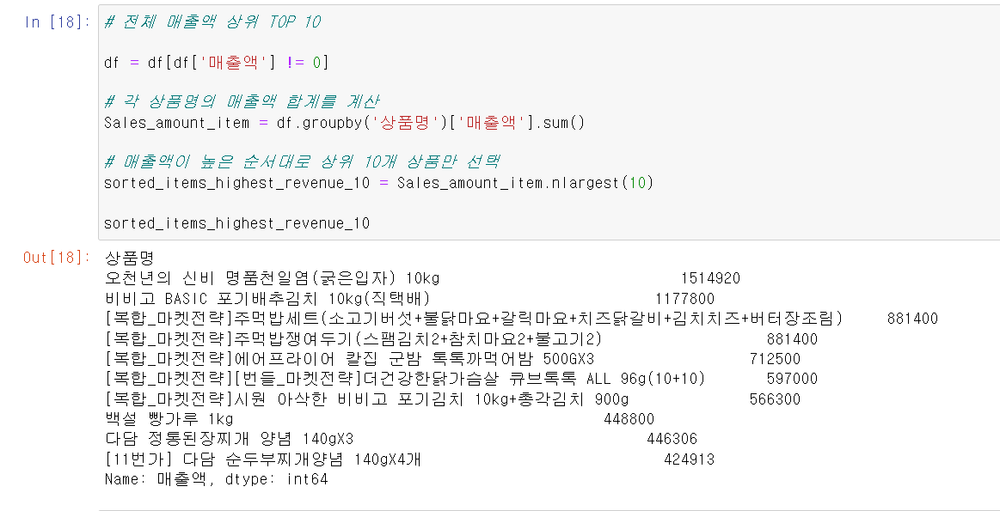 In [18]: # 전체 매출액 상위 TOP 10
df = df[df['매출액'] != 0]
# 각 상품명의 매출액 합계를 계산
Sales_amount_item = df.groupby('상품명')['매출액'].sum()
# 매출액이 높은 순서대로 상위 10개 상품만 선택
sorted_items_highest_revenue_10 = Sales_amount_item.nlargest(10)
sorted_items_highest_revenue_10
Out[18]: 상품명
오천년의 신비 명품천일염(굵은입자) 10kg 1514920
비비고 BASIC 포기배추김치 10kg(직택배) 1177800
[복합_마켓전략]주먹밥세트(소고기버섯+불닭마요+갈릭마요+치즈닭갈비+김치치즈+버터장조림) 881400
[복합_마켓전략]주먹밥쟁여두기(스팸김치2+참치마요2+불고기2) 881400
[복합_마켓전략]에어프라이어 칼집 군밤 톡톡까먹어밤 500GX3 712500
[복합_마켓전략][번들_마켓전략]더건강한닭가슴살 큐브톡톡 ALL 96g(10+10) 597000
[복합_마켓전략]시원 아삭한 비비고 포기김치 10kg+총각김치 900g 566300
백설 빵가루 1kg 448800
다담 정통된장찌개 양념 140gX3 446306
[11번가] 다담 순두부찌개양념 140gX4개 424913
Name: 매출액, dtype: int64